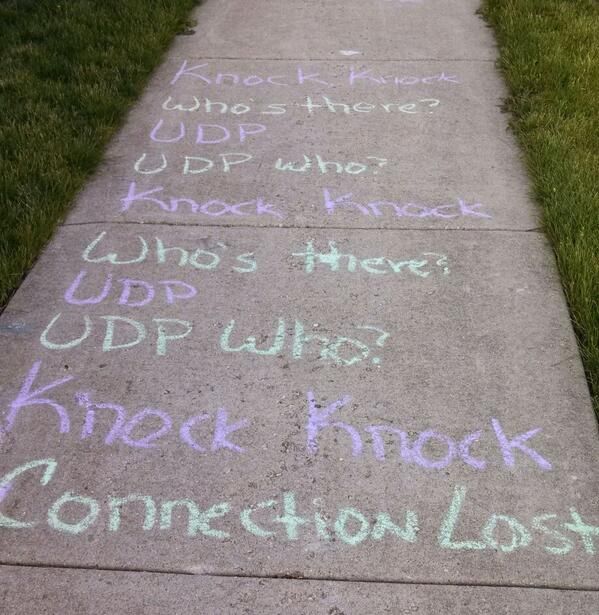 Knock Knock
Who's there?
UDP
UDP who?
Knock Knock
Who's there?
UDP
UDP Who?
Knock Knock
Connection Lost